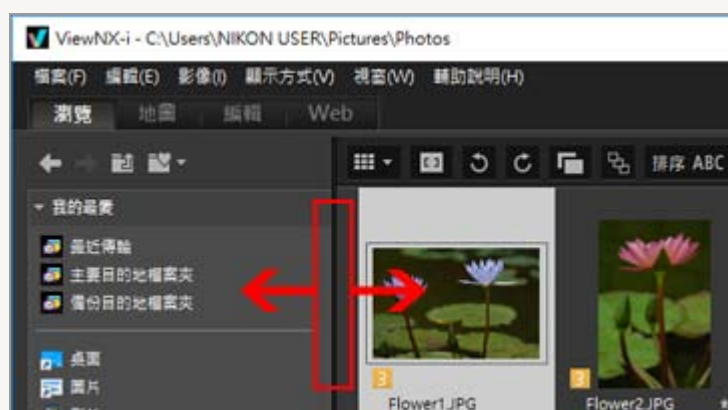 ViewNX-i - C:\Users\NIKON USER\Pictures\Photos
檔案(F) 編輯(E) 影像(I) 顯示方式(V) 視窗(W) 輔助說明(H)
瀏覽 地圖 編輯 Web
排序 ABC
我的最愛
最近傳輸
主要目的地檔案夾
備份目的地檔案夾
桌面
圖片
3 3
Flower1.JPG Flower2.JPG